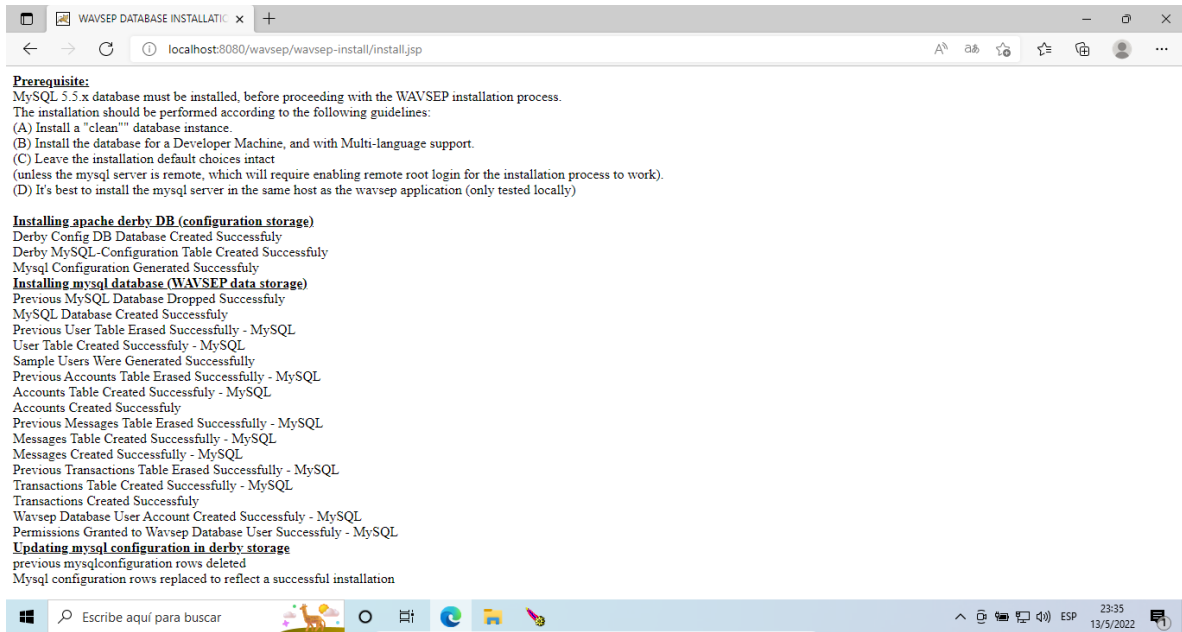 WAVSEP DATABASE INSTALLATIC
localhost:8080/wavsep/wavsep-install/install.jsp
Prerequisite:
MySQL 5.5.x database must be installed, before proceeding with the WAVSEP installation process.
The installation should be performed according to the following guidelines:
(A) Install a "clean"" database instance.
(B) Install the database for a Developer Machine, and with Multi-language support.
(C) Leave the installation default choices intact
(unless the mysql server is remote, which will require enabling remote root login for the installation process to work).
(D) It's best to install the mysql server in the same host as the wavsep application (only tested locally)
Installing apache derby DB (configuration storage)
Derby Config DB Database Created Successfuly
Derby MySQL-Configuration Table Created Successfuly
Mysql Configuration Generated Successfuly
Installing mysql database (WAVSEP data storage)
Previous MySQL Database Dropped Successfuly
MySQL Database Created Successfuly
Previous User Table Erased Successfully - MySQL
User Table Created Successfuly - MySQL
Sample Users Were Generated Successfully
Previous Accounts Table Erased Successfully - MySQL
Accounts Table Created Successfuly - MySQL
Accounts Created Successfuly
Previous Messages Table Erased Successfully - MySQL
Messages Table Created Successfully - MySQL
Messages Created Successfully - MySQL
Previous Transactions Table Erased Successfully - MySQL
Transactions Table Created Successfully - MySQL
Transactions Created Successfuly
Wavsep Database User Account Created Successfuly - MySQL
Permissions Granted to Wavsep Database User Successfuly - MySQL
Updating mysql configuration in derby storage
previous mysqlconfiguration rows deleted
Mysql configuration rows replaced to reflect a successful installation
Escribe aquí para buscar
ESP
23:35
13/5/2022
1